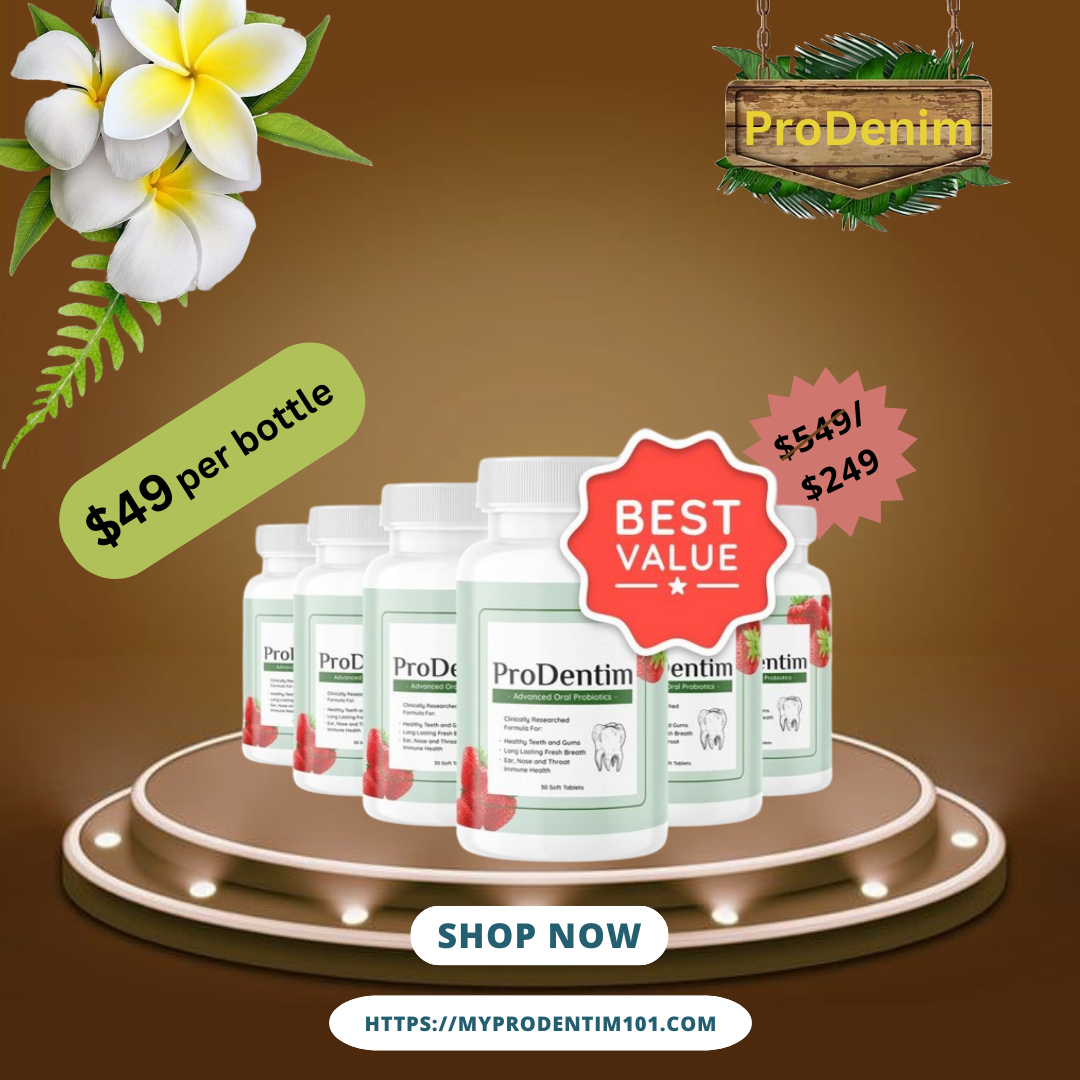 ProDenim
$49 per bottle
$549/
$249
BEST
VALUE
ProDentim
- Advanced Oral Probiotics -
Clinically Researched
Formula For:
· Healthy Teeth and Gums
· Long Lasting Fresh Breath
· Ear, Nose and Throat
Immune Health
30 Soft Tablets
SHOP NOW
HTTPS://MYPRODENTIM101.COM